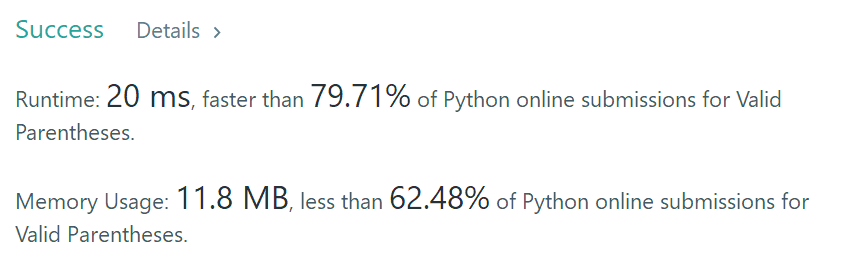 Success Details >
Runtime: 20 ms, faster than 79.71% of Python online submissions for Valid
Parentheses.
Memory Usage: 11.8 MB, less than 62.48% of Python online submissions for
Valid Parentheses.